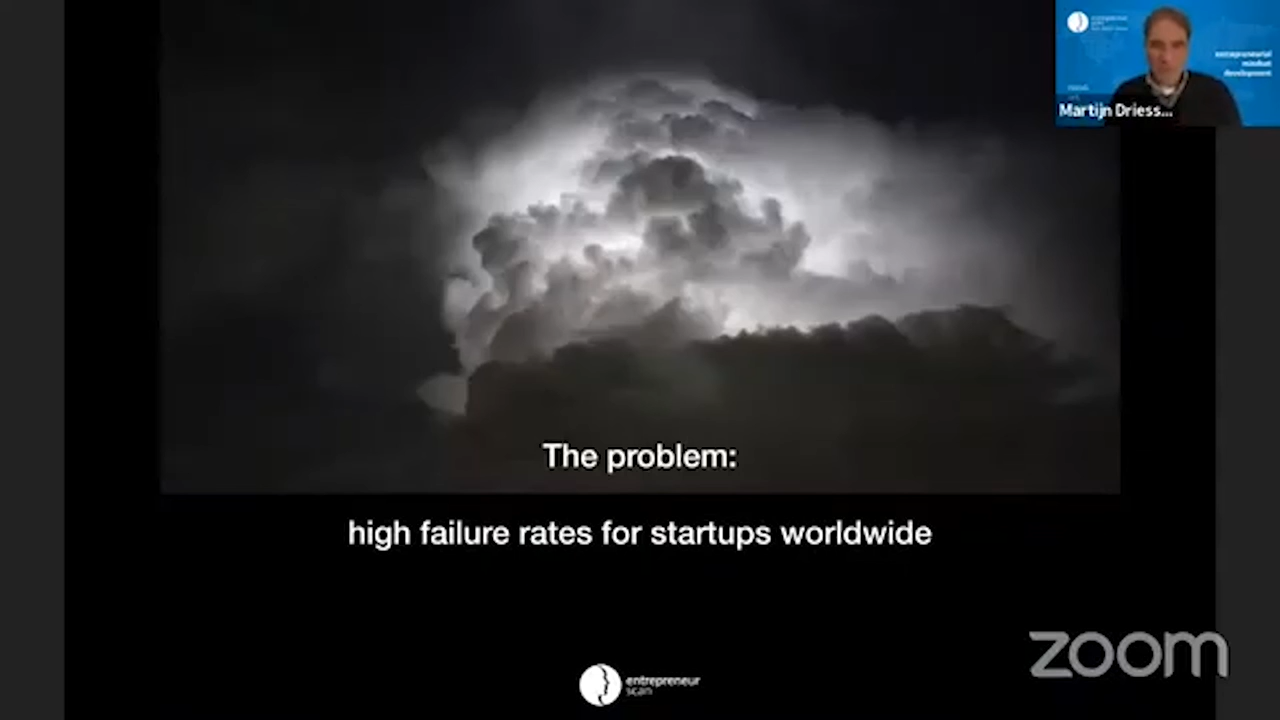 entrepreneurial
mindset
development
Martijn Driess...
The problem:
high failure rates for startups worldwide
zoom
entrepreneur
scan